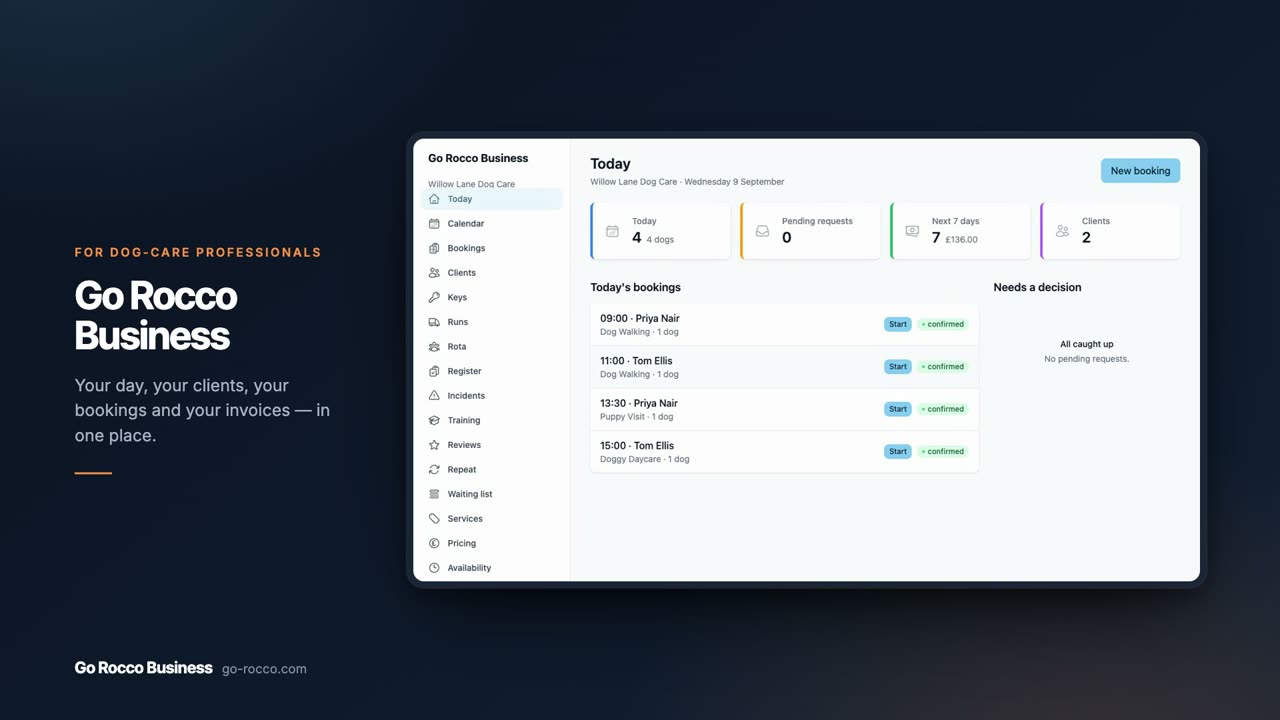 FOR DOG-CARE PROFESSIONALS
Go Rocco
Business
Your day, your clients, your
bookings and your invoices — in
one place.
Go Rocco Business go-rocco.com
Go Rocco Business
Willow Lane Dog Care
Today
Calendar
Bookings
Clients
Keys
Runs
Rota
Register
Incidents
Training
Reviews
Repeat
Waiting list
Services
Pricing
Availability
Today
Willow Lane Dog Care · Wednesday 9 September
New booking
Today
4 4 dogs
Pending requests
0
Next 7 days
7 £136.00
Clients
2
Today's bookings
09:00 · Priya Nair
Dog Walking · 1 dog
Start confirmed
11:00 · Tom Ellis
Dog Walking · 1 dog
Start confirmed
13:30 · Priya Nair
Puppy Visit · 1 dog
Start confirmed
15:00 · Tom Ellis
Doggy Daycare · 1 dog
Start confirmed
Needs a decision
All caught up
No pending requests.